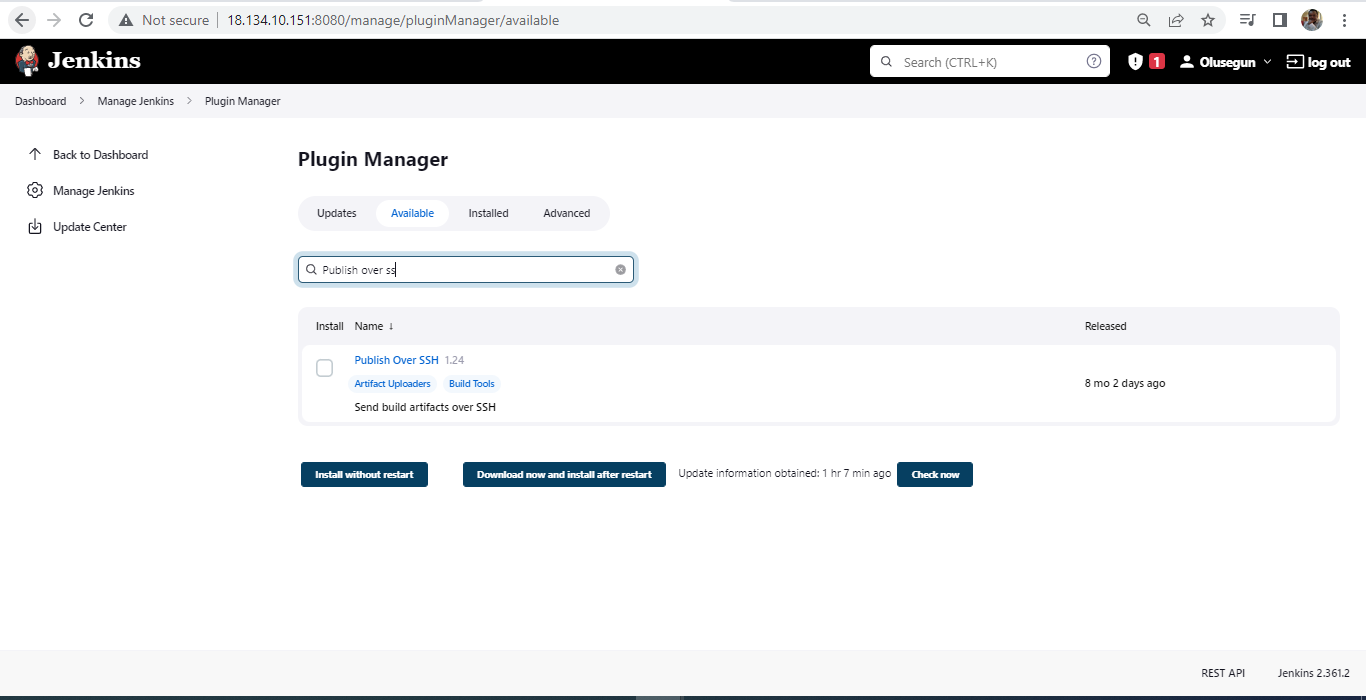 Not secure 18.134.10.151:8080/manage/pluginManager/available
Jenkins Search (CTRL+K) ? 1 Olusegun log out
Dashboard > Manage Jenkins > Plugin Manager
Back to Dashboard
Manage Jenkins
Update Center
Plugin Manager
Updates Available Installed Advanced
Publish over ss
Install Name ↓ Released
Publish Over SSH 1.24
Artifact Uploaders Build Tools
Send build artifacts over SSH
8 mo 2 days ago
Install without restart Download now and install after restart Update information obtained: 1 hr 7 min ago Check now
REST API Jenkins 2.361.2